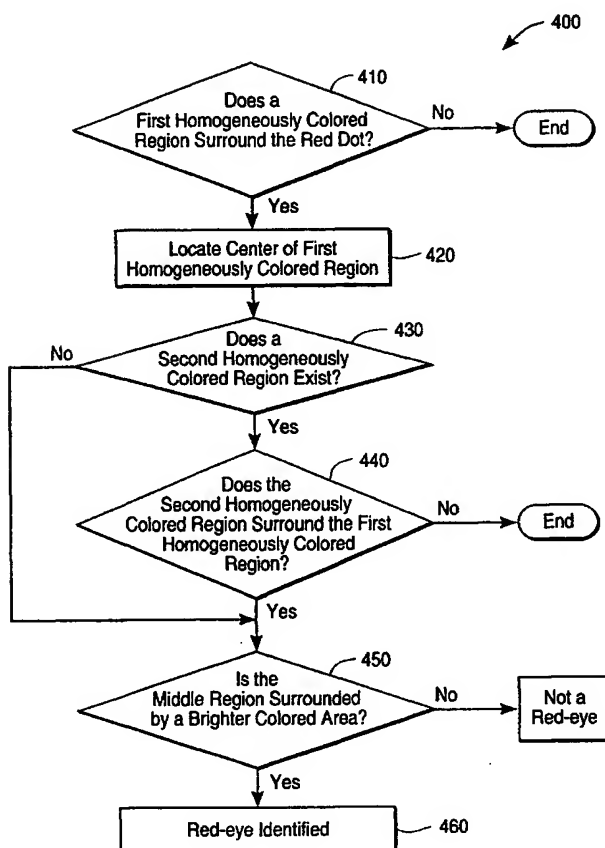 400
410
Does a
First Homogeneously Colored
Region Surround the Red Dot?
No
End
Yes
Locate Center of First
Homogeneously Colored Region
420
430
Does a
Second Homogeneously
Colored Region Exist?
No
Yes
440
Does the
Second Homogeneously
Colored Region Surround the First
Homogeneously Colored
Region?
No
End
Yes
450
Is the
Middle Region Surrounded
by a Brighter Colored Area?
No
Not a
Red-eye
Yes
Red-eye Identified
460